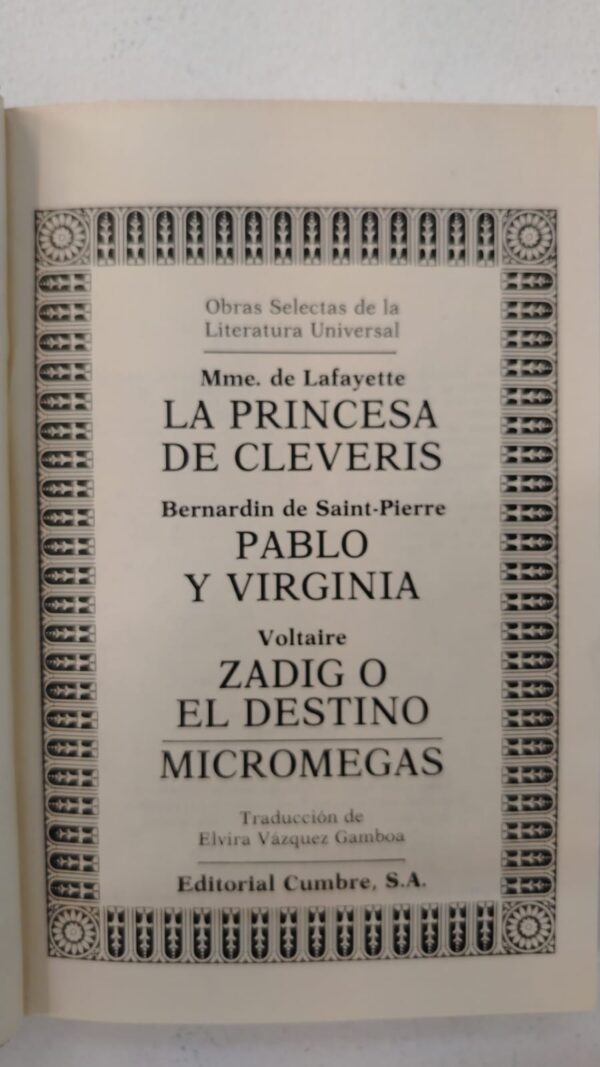 Obras Selectas de la
Literatura Universal
Mme. de Lafayette
LA PRINCESA
DE CLEVERIS
Bernardin de Saint-Pierre
PABLO
Y VIRGINIA
Voltaire
ZADIG O
EL DESTINO
MICROMEGAS
Traducción de
Elvira Vázquez Gamboa
Editorial Cumbre, S.A.